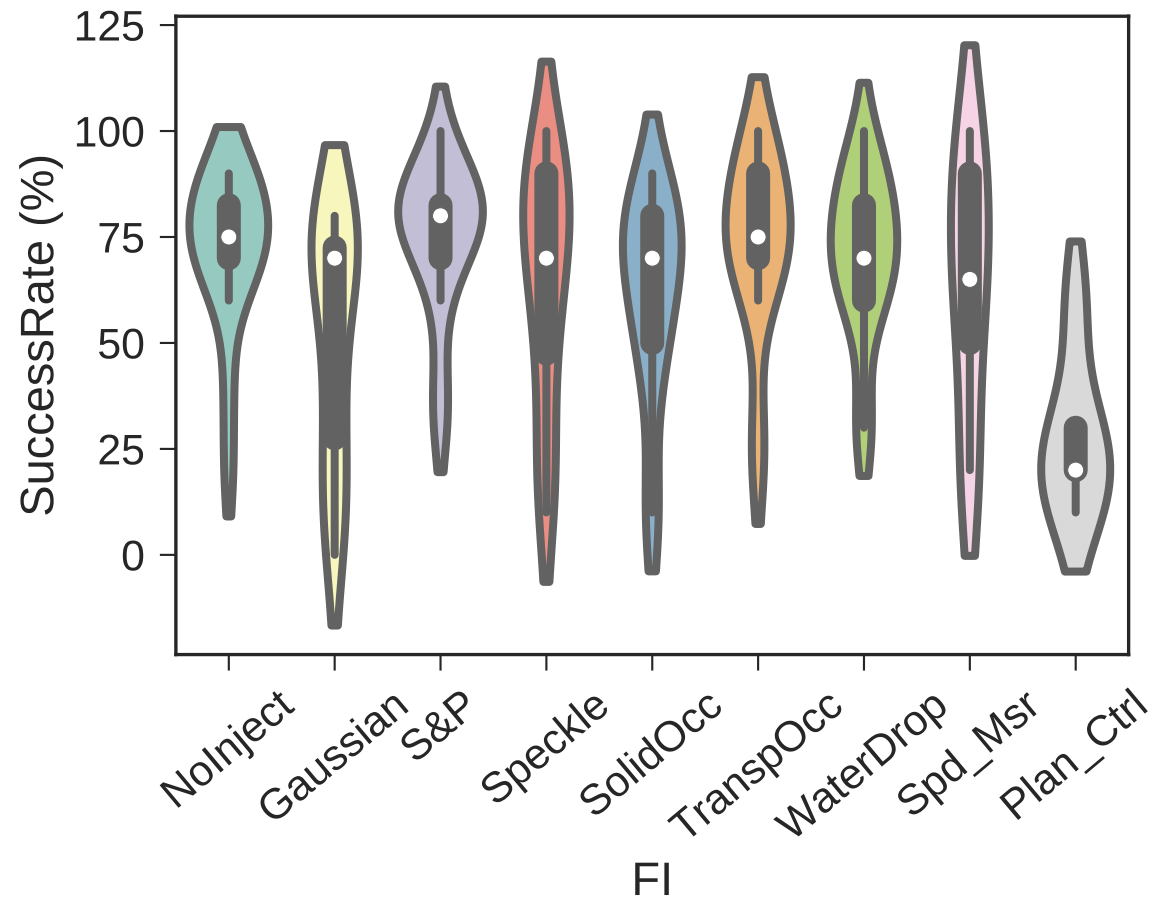 SuccessRate (%)
125
100
75
50
25
0
NoInject
Gaussian
S&P
Speckle
SolidOcc
TranspOcc
WaterDrop
Spd_Msr
Plan_Ctrl
FI